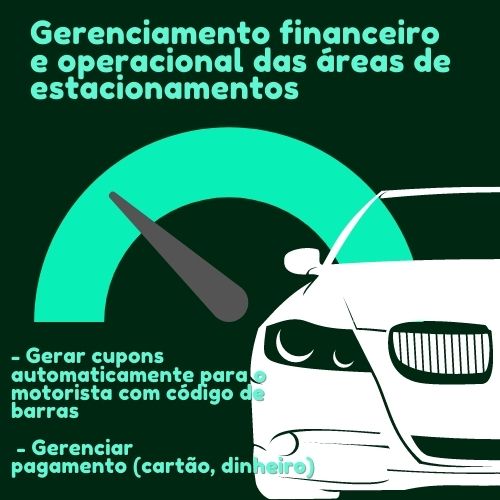 Gerenciamento financeiro
e operacional das áreas de
estacionamentos
- Gerar cupons
automaticamente para o
motorista com código de
barras
- Gerenciar
pagamento (cartão, dinheiro)